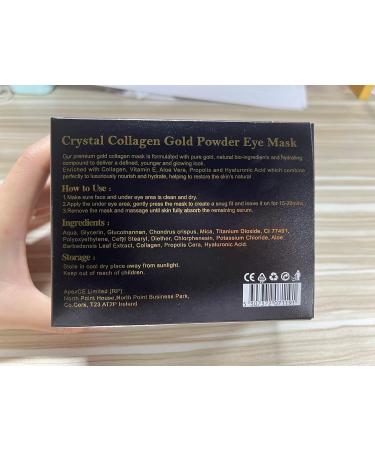 Crystal Collagen Gold Powder Eye Mask
Our premium gold collagen mask is formulated with pure gold, natural bio-ingredients and hydrating
compound to deliver a defined, younger and glowing look.
Enriched with Collagen, Vitamin E, Aloe Vera, Propolis and Hyaluronic Acid which combines
perfectly to luxuriously nourish and hydrate, helping to restore the skin's natural
How to Use :
1.Make sure face and under eye area is clean and dry.
2.Apply the under eye area, gently press the mask to create a snug fit and leave it on for 15-20mins.
3.Remove the mask and massage until skin fully absorb the remaining serum.
Ingredients :
Aqua, Glycerin, Glucomannan, Chondrus crispus, Mica, Titanium Dioxide, CI 77491,
Polyoxyethylene, Cetyl Stearyl, Diether, Chlorphenesin, Potassium Chloride, Aloe
Barbadensis Leaf Extract, Collagen, Propolis Cera, Hyaluronic Acid.
Storage :
Store in cool dry place away from sunlight.
Keep out of reach of children.
ApexCE Limited (RP)
North Point House,North Point Business Park,
Co.Cork, T23 AT2P Ireland